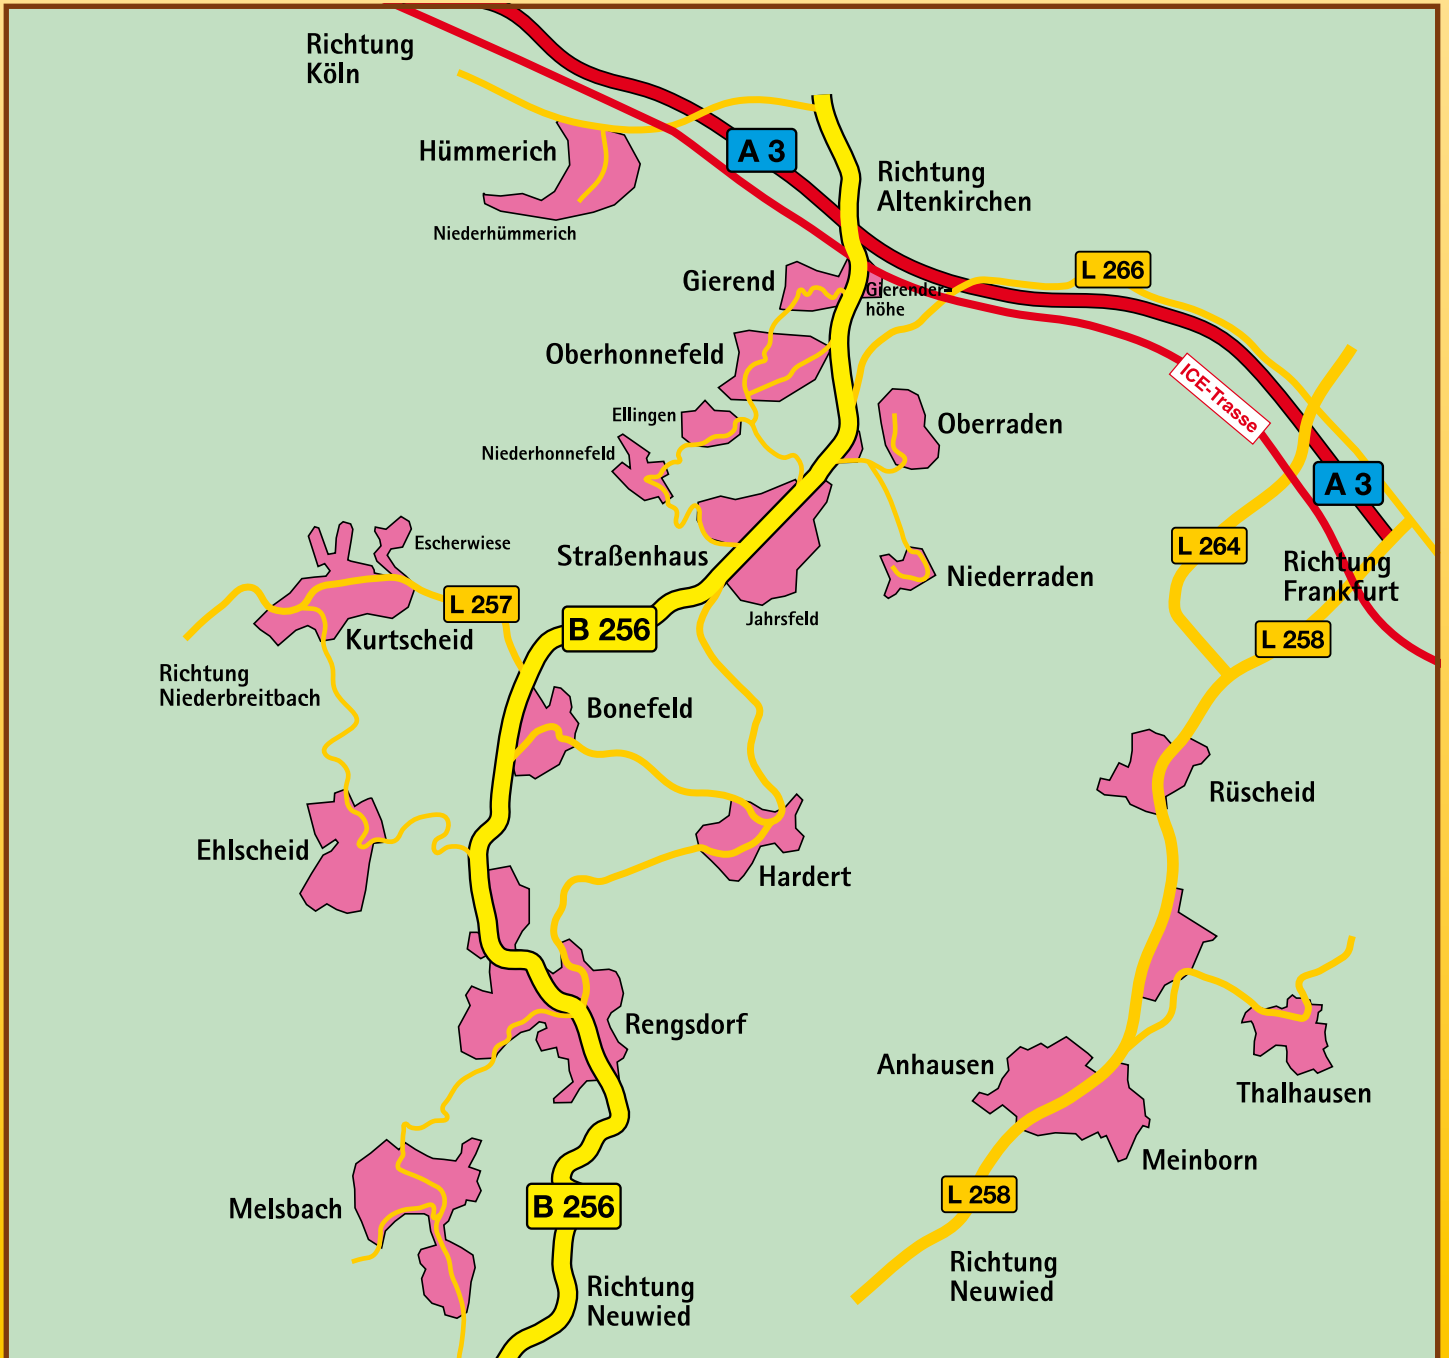 Richtung
Köln
Hümmerich
A 3
Richtung
Altenkirchen
Niederhümmerich
Gierend
Gierender-
höhe
L 266
Oberhonnefeld
ICE-Trasse
Ellingen
Oberraden
Niederhonnefeld
A 3
Escherwiese
Straßenhaus
L 264
Richtung
Frankfurt
Niederraden
L 257
Jahrsfeld
B 256
Kurtscheid
L 258
Richtung
Niederbreitbach
Bonefeld
Rüscheid
Ehlscheid
Hardert
Rengsdorf
Anhausen
Thalhausen
Meinborn
L 258
Melsbach
B 256
Richtung
Neuwied
Richtung
Neuwied